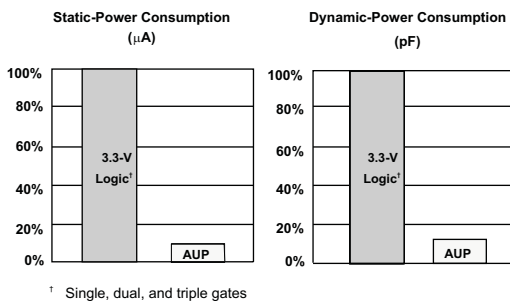 Static-Power Consumption
(μA)
100%
80%
60%
40%
20%
0%
3.3-V
Logic†
AUP
Dynamic-Power Consumption
(pF)
100%
80%
60%
40%
20%
0%
3.3-V
Logic†
AUP
† Single, dual, and triple gates